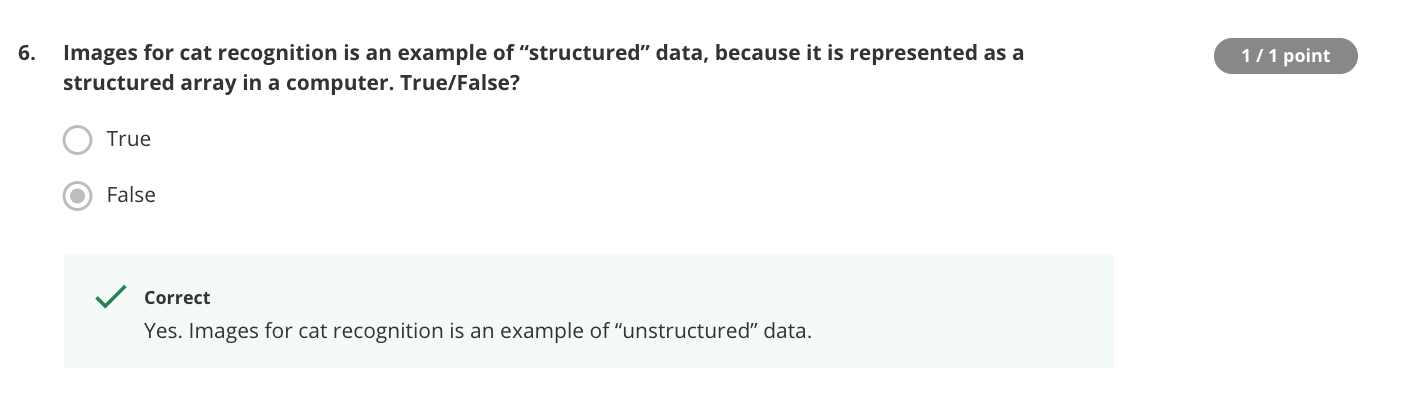 6. Images for cat recognition is an example of “structured” data, because it is represented as a
structured array in a computer. True/False?
1 / 1 point
True
False
Correct
Yes. Images for cat recognition is an example of “unstructured” data.